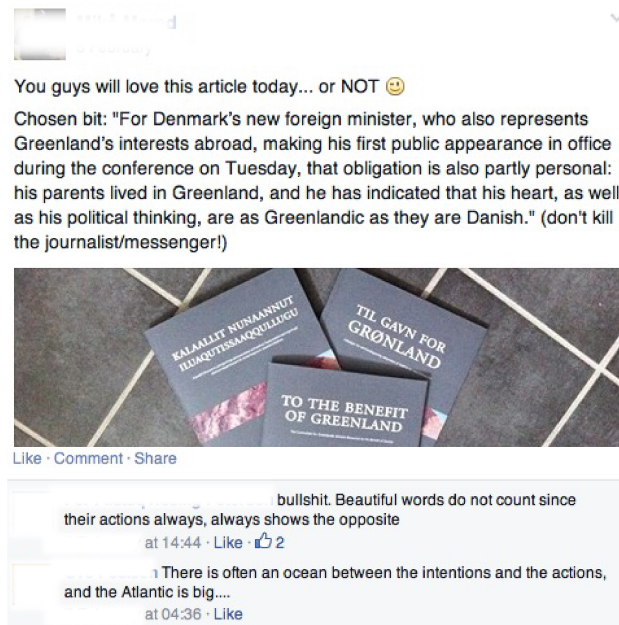 You guys will love this article today... or NOT 😉
Chosen bit: "For Denmark's new foreign minister, who also represents
Greenland's interests abroad, making his first public appearance in office
during the conference on Tuesday, that obligation is also partly personal:
his parents lived in Greenland, and he has indicated that his heart, as well
as his political thinking, are as Greenlandic as they are Danish." (don't kill
the journalist/messenger!)
KALAALLIT NUNAANNUT
ILUAQUTISSAAQQULLUGU
TIL GAVN FOR
GRØNLAND
TO THE BENEFIT
OF GREENLAND
Like · Comment · Share
bullshit. Beautiful words do not count since
their actions always, always shows the opposite
at 14:44 · Like · 2
There is often an ocean between the intentions and the actions,
and the Atlantic is big....
at 04:36 · Like